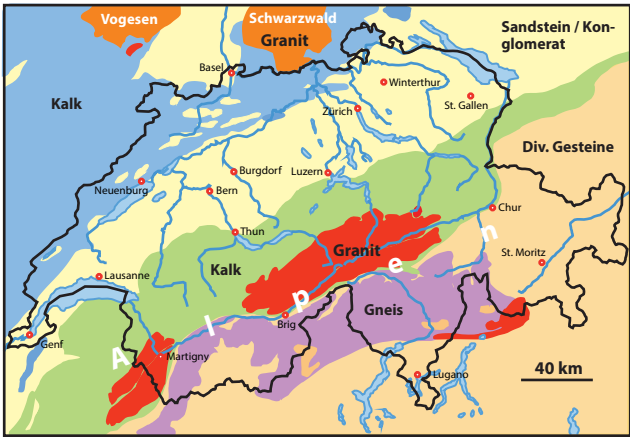 Vogesen
Schwarzwald
Granit
Sandstein / Kon-
glomerat
Basel
Winterthur
Kalk
Zürich
St. Gallen
Div. Gesteine
Burgdorf
Luzern
Neuenburg
Bern
Chur
Thun
Granit
St. Moritz
Kalk
Lausanne
Gneis
Brig
Genf
Martigny
Alpen
Lugano
40 km